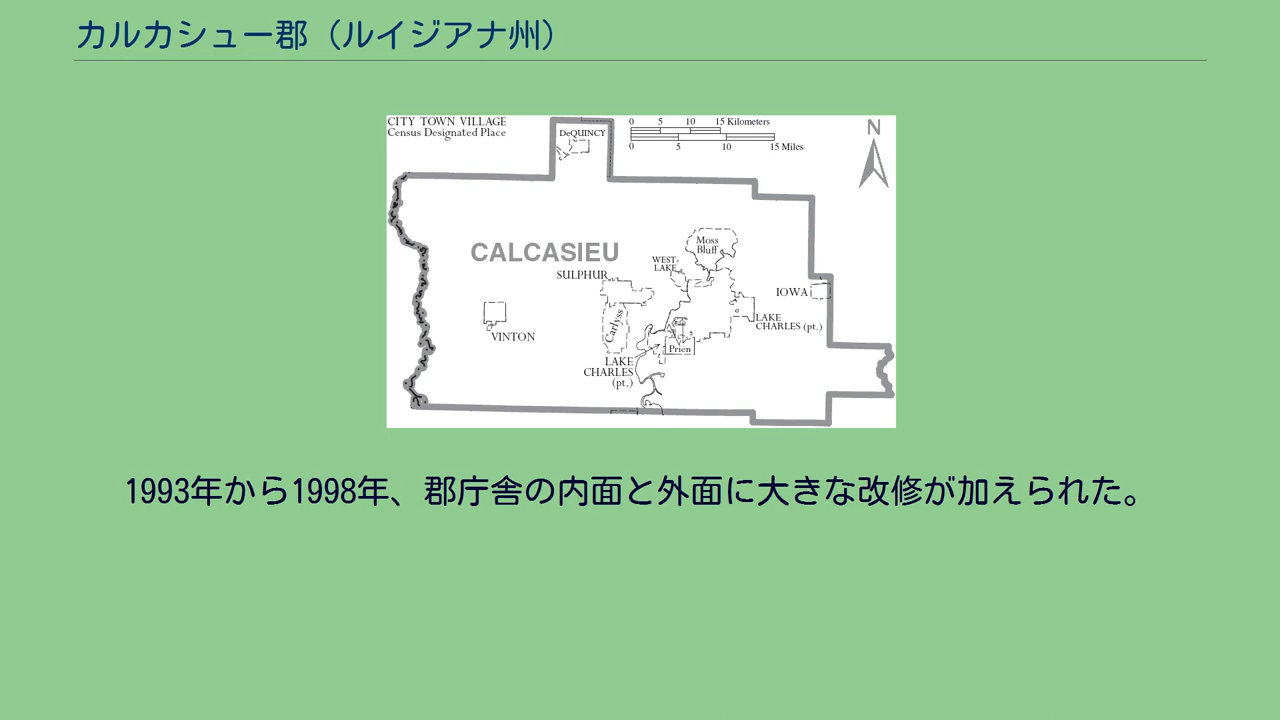 カルカシュー郡（ルイジアナ州）
CITY TOWN VILLAGE
Census Designated Place
DeQUINCY
0 5 10 15 Kilometers
0 5 10 15 Miles
N
CALCASIEU
Moss
Bluff
WEST-
LAKE
SULPHUR
IOWA
VINTON
Carlyss
LAKE
CHARLES (pt.)
Prien
LAKE
CHARLES
(pt.)
1993年から1998年、郡庁舎の内面と外面に大きな改修が加えられた。